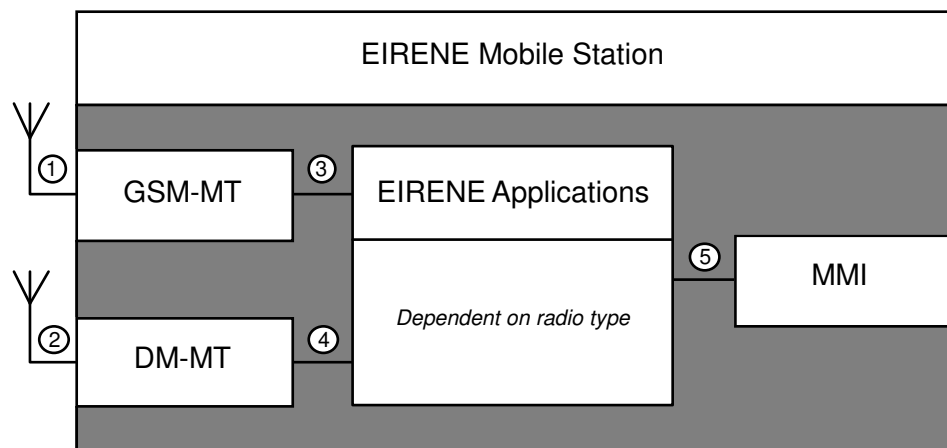 EIRENE Mobile Station
1
GSM-MT
3
EIRENE Applications
5
MMI
Dependent on radio type
2
DM-MT
4